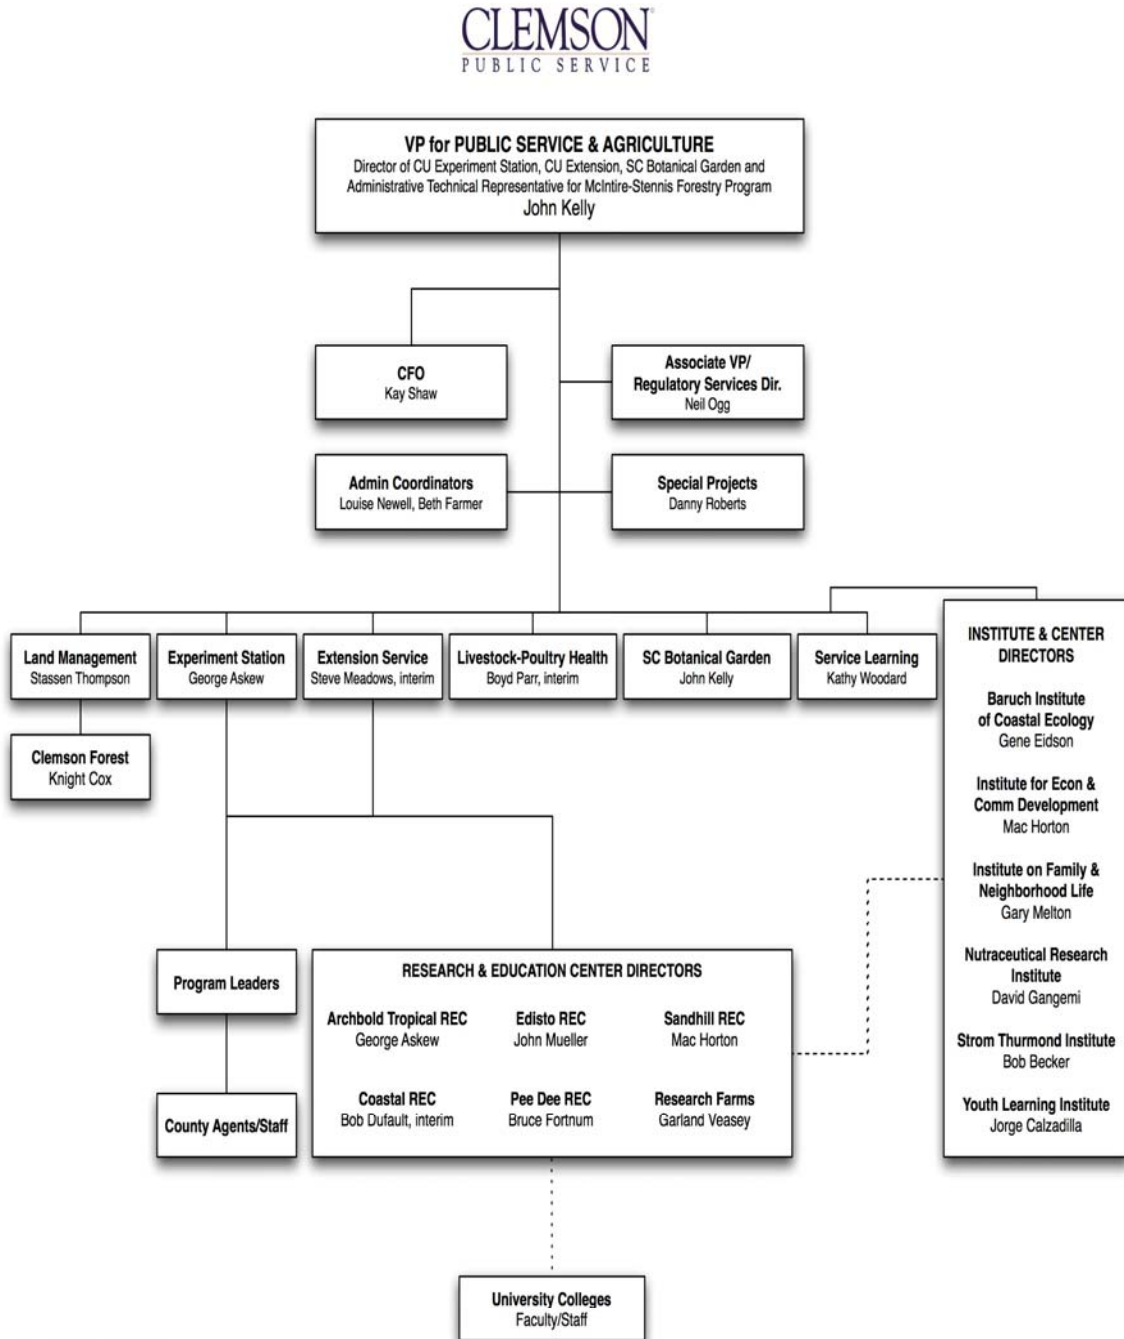 CLEMSON
PUBLIC SERVICE
VP for PUBLIC SERVICE & AGRICULTURE
Director of CU Experiment Station, CU Extension, SC Botanical Garden and
Administrative Technical Representative for McIntire-Stennis Forestry Program
John Kelly
CFO
Kay Shaw
Associate VP/
Regulatory Services Dir.
Neil Ogg
Admin Coordinators
Louise Newell, Beth Farmer
Special Projects
Danny Roberts
Land Management
Stassen Thompson
Experiment Station
George Askew
Extension Service
Steve Meadows, interim
Livestock-Poultry Health
Boyd Parr, interim
SC Botanical Garden
John Kelly
Service Learning
Kathy Woodard
Clemson Forest
Knight Cox
INSTITUTE & CENTER
DIRECTORS
Baruch Institute
of Coastal Ecology
Gene Eidson
Institute for Econ &
Comm Development
Mac Horton
Institute on Family &
Neighborhood Life
Gary Melton
Nutraceutical Research
Institute
David Gangemi
Strom Thurmond Institute
Bob Becker
Youth Learning Institute
Jorge Calzadilla
Program Leaders
County Agents/Staff
RESEARCH & EDUCATION CENTER DIRECTORS
Archbold Tropical REC
George Askew
Edisto REC
John Mueller
Sandhill REC
Mac Horton
Coastal REC
Bob Dufault, interim
Pee Dee REC
Bruce Fortnum
Research Farms
Garland Veasey
University Colleges
Faculty/Staff